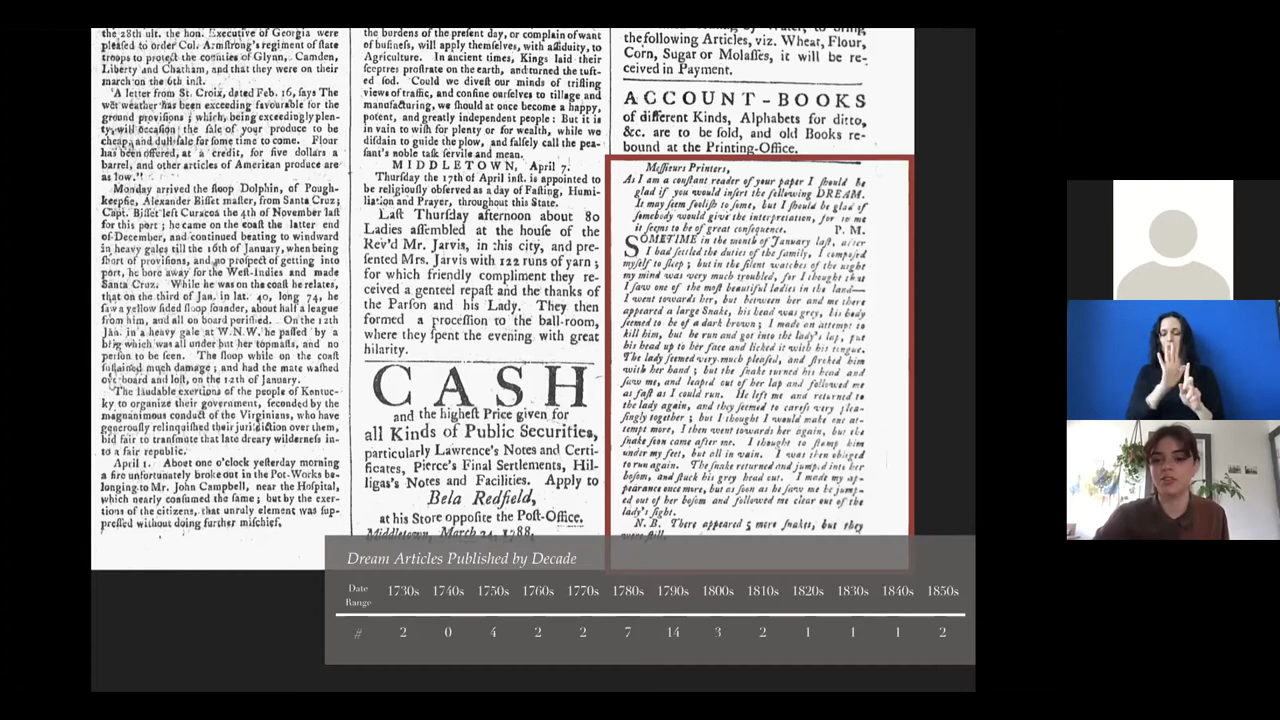 the 28th ult. the hon. Executive of Georgia were
pleased to order Col. Armstrong's regiment of state
troops to protect the counties of Glynn, Camden,
Liberty and Chatham, and that they were on their
march on the 6th inst.
'A letter from St. Croix, dated Feb. 16, says The
wet weather has been exceeding favourable for the
ground provisions; which, being exceedingly plen-
ty, will occasion the sale of your produce to be
cheap, and dull sale for some time to come. Flour
has been offered, at a credit, for five dollars a
barrel, and other articles of American produce are
as low."
Monday arrived the sloop Dolphin, of Pough-
keepsie, Alexander Bisset master, from Santa Cruz;
Capt. Bisset left Curacoa the 4th of November last
for this port; he came on the coast the latter end
of December, and continued beating to windward
in heavy gales till the 16th of January, when being
short of provisions, and no prospect of getting into
port, he bore away for the West-Indies and made
Santa Cruz. While he was on the coast he relates,
that on the third of Jan. in lat. 40, long 74, he
saw a yellow sided sloop founder, about half a league
from him, and all on board perished. On the 12th
Jan. in a heavy gale at W.N.W. he passed by a
brig which was all under but her topmasts, and no
person to be seen. The sloop while on the coast
sustained much damage; and had the mate washed
overboard and lost, on the 12th of January.
The laudable exertions of the people of Kentuc-
ky to organize their government, seconded by the
magnanimous conduct of the Virginians, who have
generously relinquished their jurisdiction over them,
bid fair to transmute that late dreary wilderness in-
to a fair republic.
April 1. About one o'clock yesterday morning
a fire unfortunately broke out in the Pot-Works be-
longing to Mr. John Campbell, near the Hospital,
which nearly consumed the same; but by the exer-
tions of the citizens, that unruly element was sup-
pressed without doing further mischief.
the burdens of the present day, or complain of want
of business, will apply themselves, with assiduity, to
Agriculture. In ancient times, Kings laid their
sceptres prostrate on the earth, and turned the tuft-
ed sod. Could we divest our minds of trifling
views of traffic, and confine ourselves to tillage and
manufacturing, we should at once become a happy,
potent, and greatly independent people: But it is
in vain to wish for plenty or for wealth, while we
disdain to guide the plow, and falsely call the pea-
sant's noble task servile and mean.
MIDDLETOWN, April 7.
Thursday the 17th of April inst. is appointed to
be religiously observed as a day of Fasting, Humi-
liation and Prayer, throughout this State.
Last Thursday afternoon about 80
Ladies assembled at the house of the
Rev'd Mr. Jarvis, in this city, and pre-
sented Mrs. Jarvis with 122 runs of yarn;
for which friendly compliment they re-
ceived a genteel repast and the thanks of
the Parson and his Lady. They then
formed a procession to the ball-room,
where they spent the evening with great
hilarity.
CASH
and the highest Price given for
all Kinds of Public Securities,
particularly Lawrence's Notes and Certi-
ficates, Pierce's Final Settlements, Hil-
ligas's Notes and Facilities. Apply to
Bela Redfield,
at his Store opposite the Post-Office.
Middletown, March 24, 1788.
the following Articles, viz. Wheat, Flour,
Corn, Sugar or Molasses, it will be re-
ceived in Payment.
ACCOUNT-BOOKS
of different Kinds, Alphabets for ditto,
&c. are to be sold, and old Books re-
bound at the Printing-Office.
Messieurs Printers,
As I am a constant reader of your paper I should be
glad if you would insert the following DREAM.
It may seem foolish to some, but I should be glad if
somebody would give the interpretation, for to me
it seems to be of great consequence. P. M.
SOMETIME in the month of January last, after
I had settled the duties of the family, I composed
myself to sleep; but in the silent watches of the night
my mind was very much troubled, for I thought that
I saw one of the most beautiful ladies in the land—
I went towards her, but between her and me there
appeared a large Snake, his head was grey, his body
seemed to be of a dark brown; I made an attempt to
kill him, but he run and got into the lady's lap, put
his head up to her face and licked it with his tongue.
The lady seemed very much pleased, and stroked him
with her hand; but the snake turned his head and
saw me, and leaped out of her lap and followed me
as fast as I could run. He left me and returned to
the lady again, and they seemed to caress very plea-
singly together; but I thought I would make one at-
tempt more, I then went towards her again, but the
snake soon came after me. I thought to stamp him
under my feet, but all in vain. I was then obliged
to run again. The snake returned and jump'd into her
bosom, and stuck his grey head out. I made my ap-
pearance once more, but as soon as he saw me he jump-
ed out of her bosom and followed me clear out of the
lady's sight.
N. B. There appeared 5 more snakes, but they
were still.
Dream Articles Published by Decade
Date Range 1730s 1740s 1750s 1760s 1770s 1780s 1790s 1800s 1810s 1820s 1830s 1840s 1850s
# 2 0 4 2 2 7 14 3 2 1 1 1 2